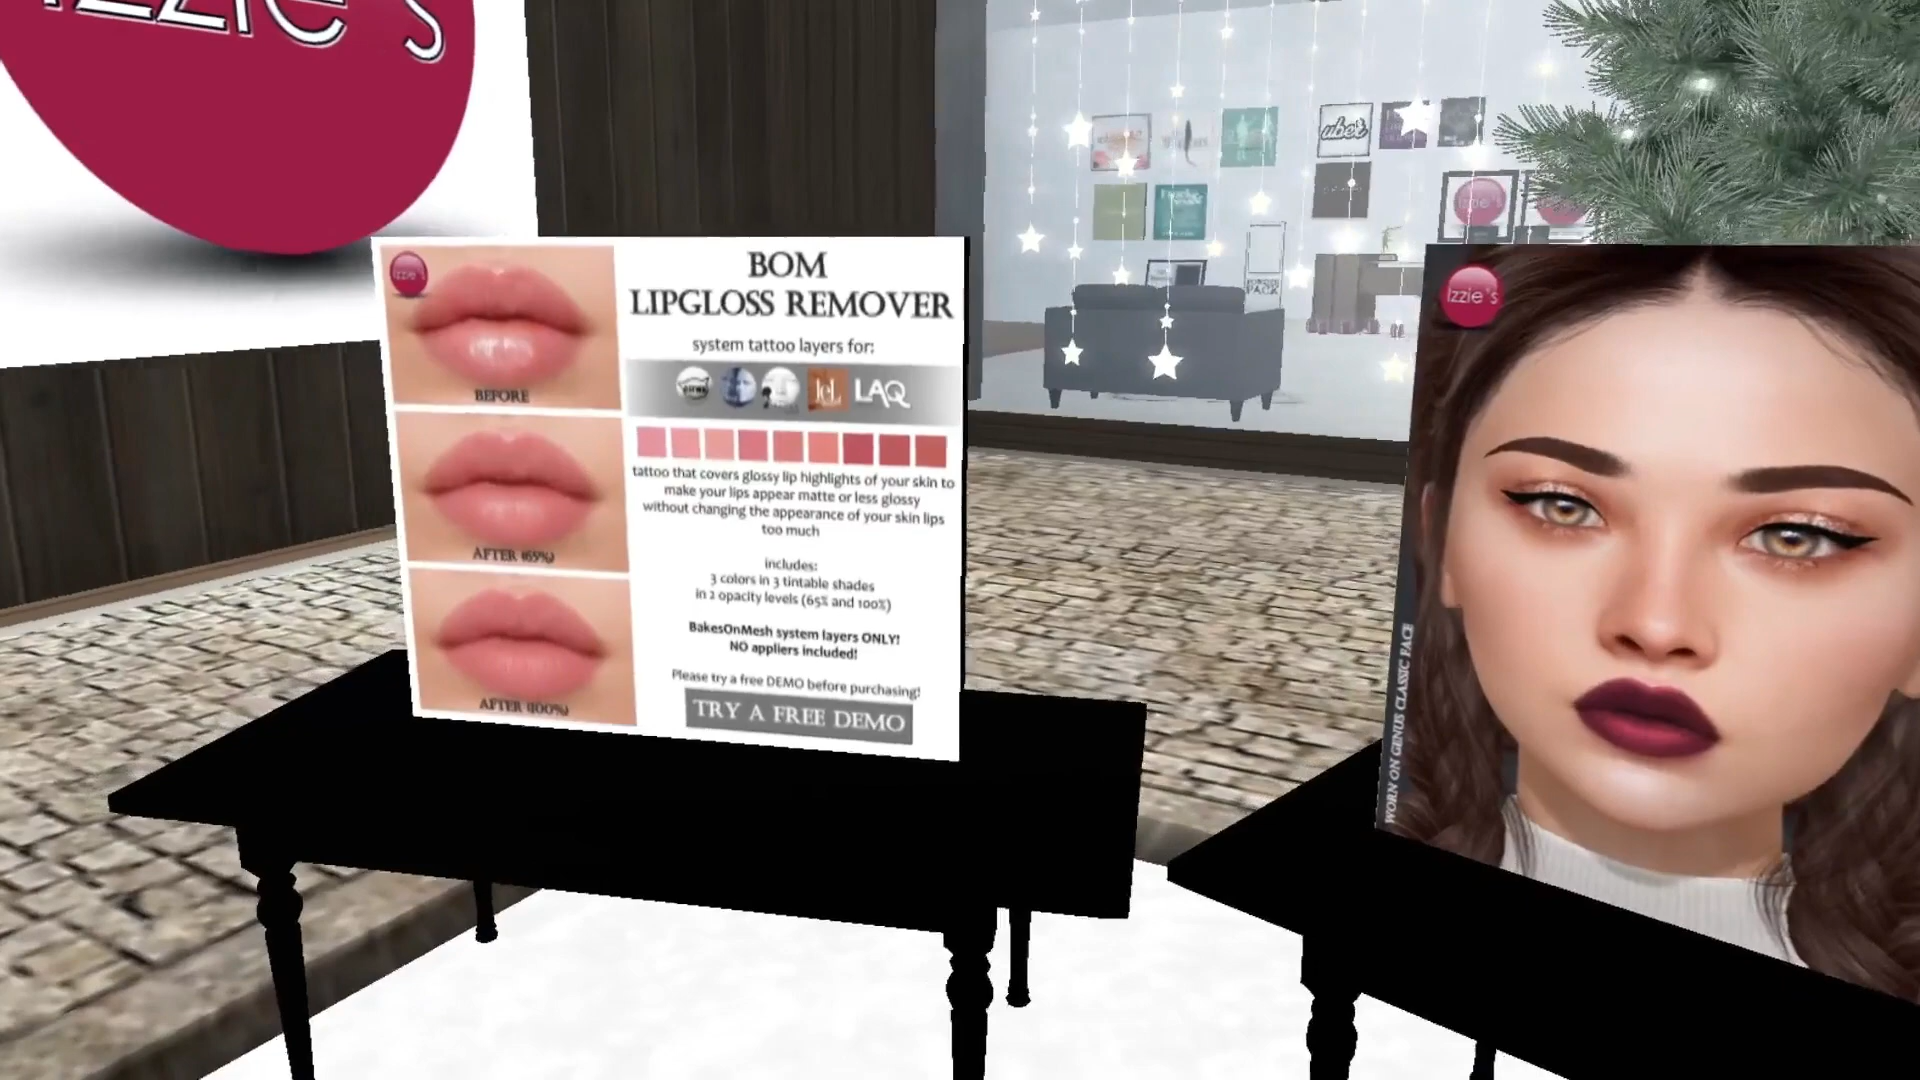 Izzie's
Izzie's
BEFORE
AFTER (65%)
AFTER (100%)
BOM
LIPGLOSS REMOVER
system tattoo layers for:
LAQ
tattoo that covers glossy lip highlights of your skin to
make your lips appear matte or less glossy
without changing the appearance of your skin lips
too much
includes:
3 colors in 3 tintable shades
in 2 opacity levels (65% and 100%)
BakesOnMesh system layers ONLY!
NO appliers included!
Please try a free DEMO before purchasing!
TRY A FREE DEMO
uber
Izzie's
PACK
Izzie's
WORN ON GENUS CLASSIC FACE